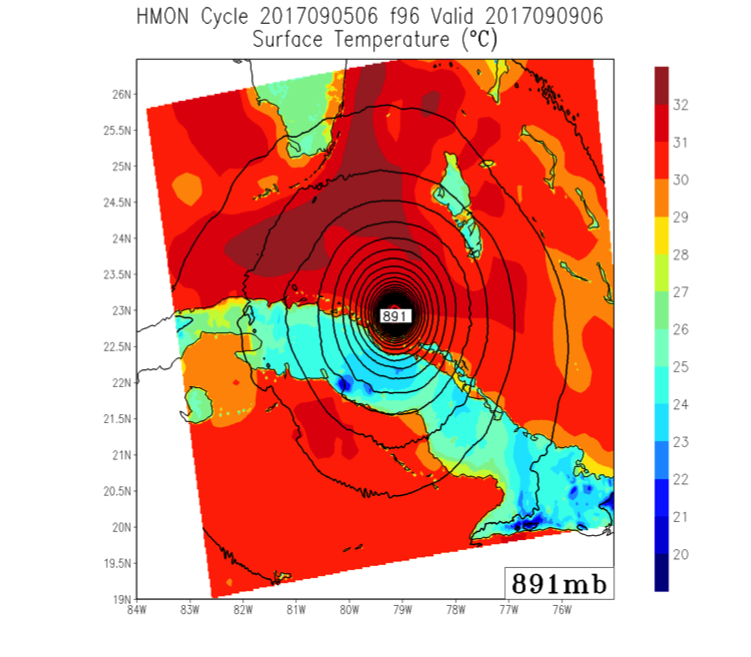 HMON Cycle 2017090506 f96 Valid 2017090906
Surface Temperature (°C)
26N
25.5N
25N
24.5N
24N
23.5N
23N
22.5N
22N
21.5N
21N
20.5N
20N
19.5N
19N
84W 83W 82W 81W 80W 79W 78W 77W 76W
891
891mb
32
31
30
29
28
27
26
25
24
23
22
21
20